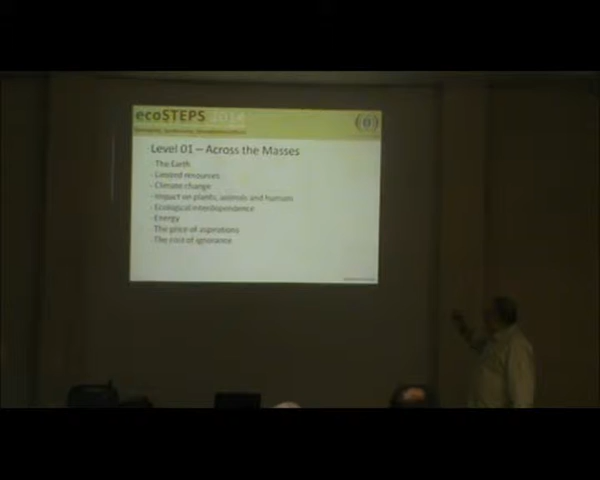 ecoSTEPS 2014
Level 01 – Across the Masses
- The Earth
- Limited resources
- Climate change
- Impact on plants, animals and humans
- Ecological interdependence
- Energy
- The price of aspirations
- The cost of ignorance